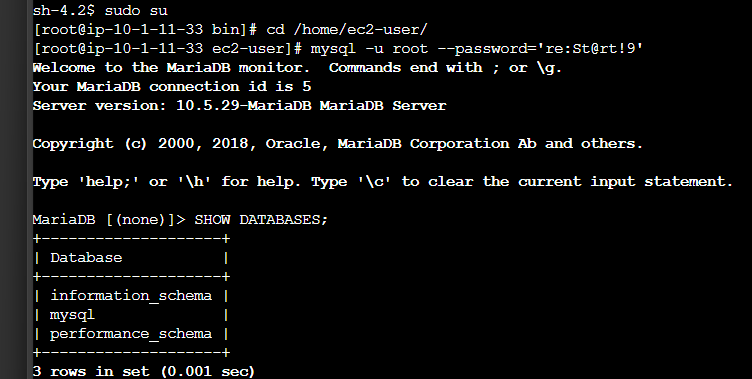 sh-4.2$ sudo su
[root@ip-10-1-11-33 bin]# cd /home/ec2-user/
[root@ip-10-1-11-33 ec2-user]# mysql -u root --password='re:St@rt!9'
Welcome to the MariaDB monitor.  Commands end with ; or \g.
Your MariaDB connection id is 5
Server version: 10.5.29-MariaDB MariaDB Server

Copyright (c) 2000, 2018, Oracle, MariaDB Corporation Ab and others.

Type 'help;' or '\h' for help. Type '\c' to clear the current input statement.

MariaDB [(none)]> SHOW DATABASES;
+--------------------+
| Database           |
+--------------------+
| information_schema |
| mysql              |
| performance_schema |
+--------------------+
3 rows in set (0.001 sec)